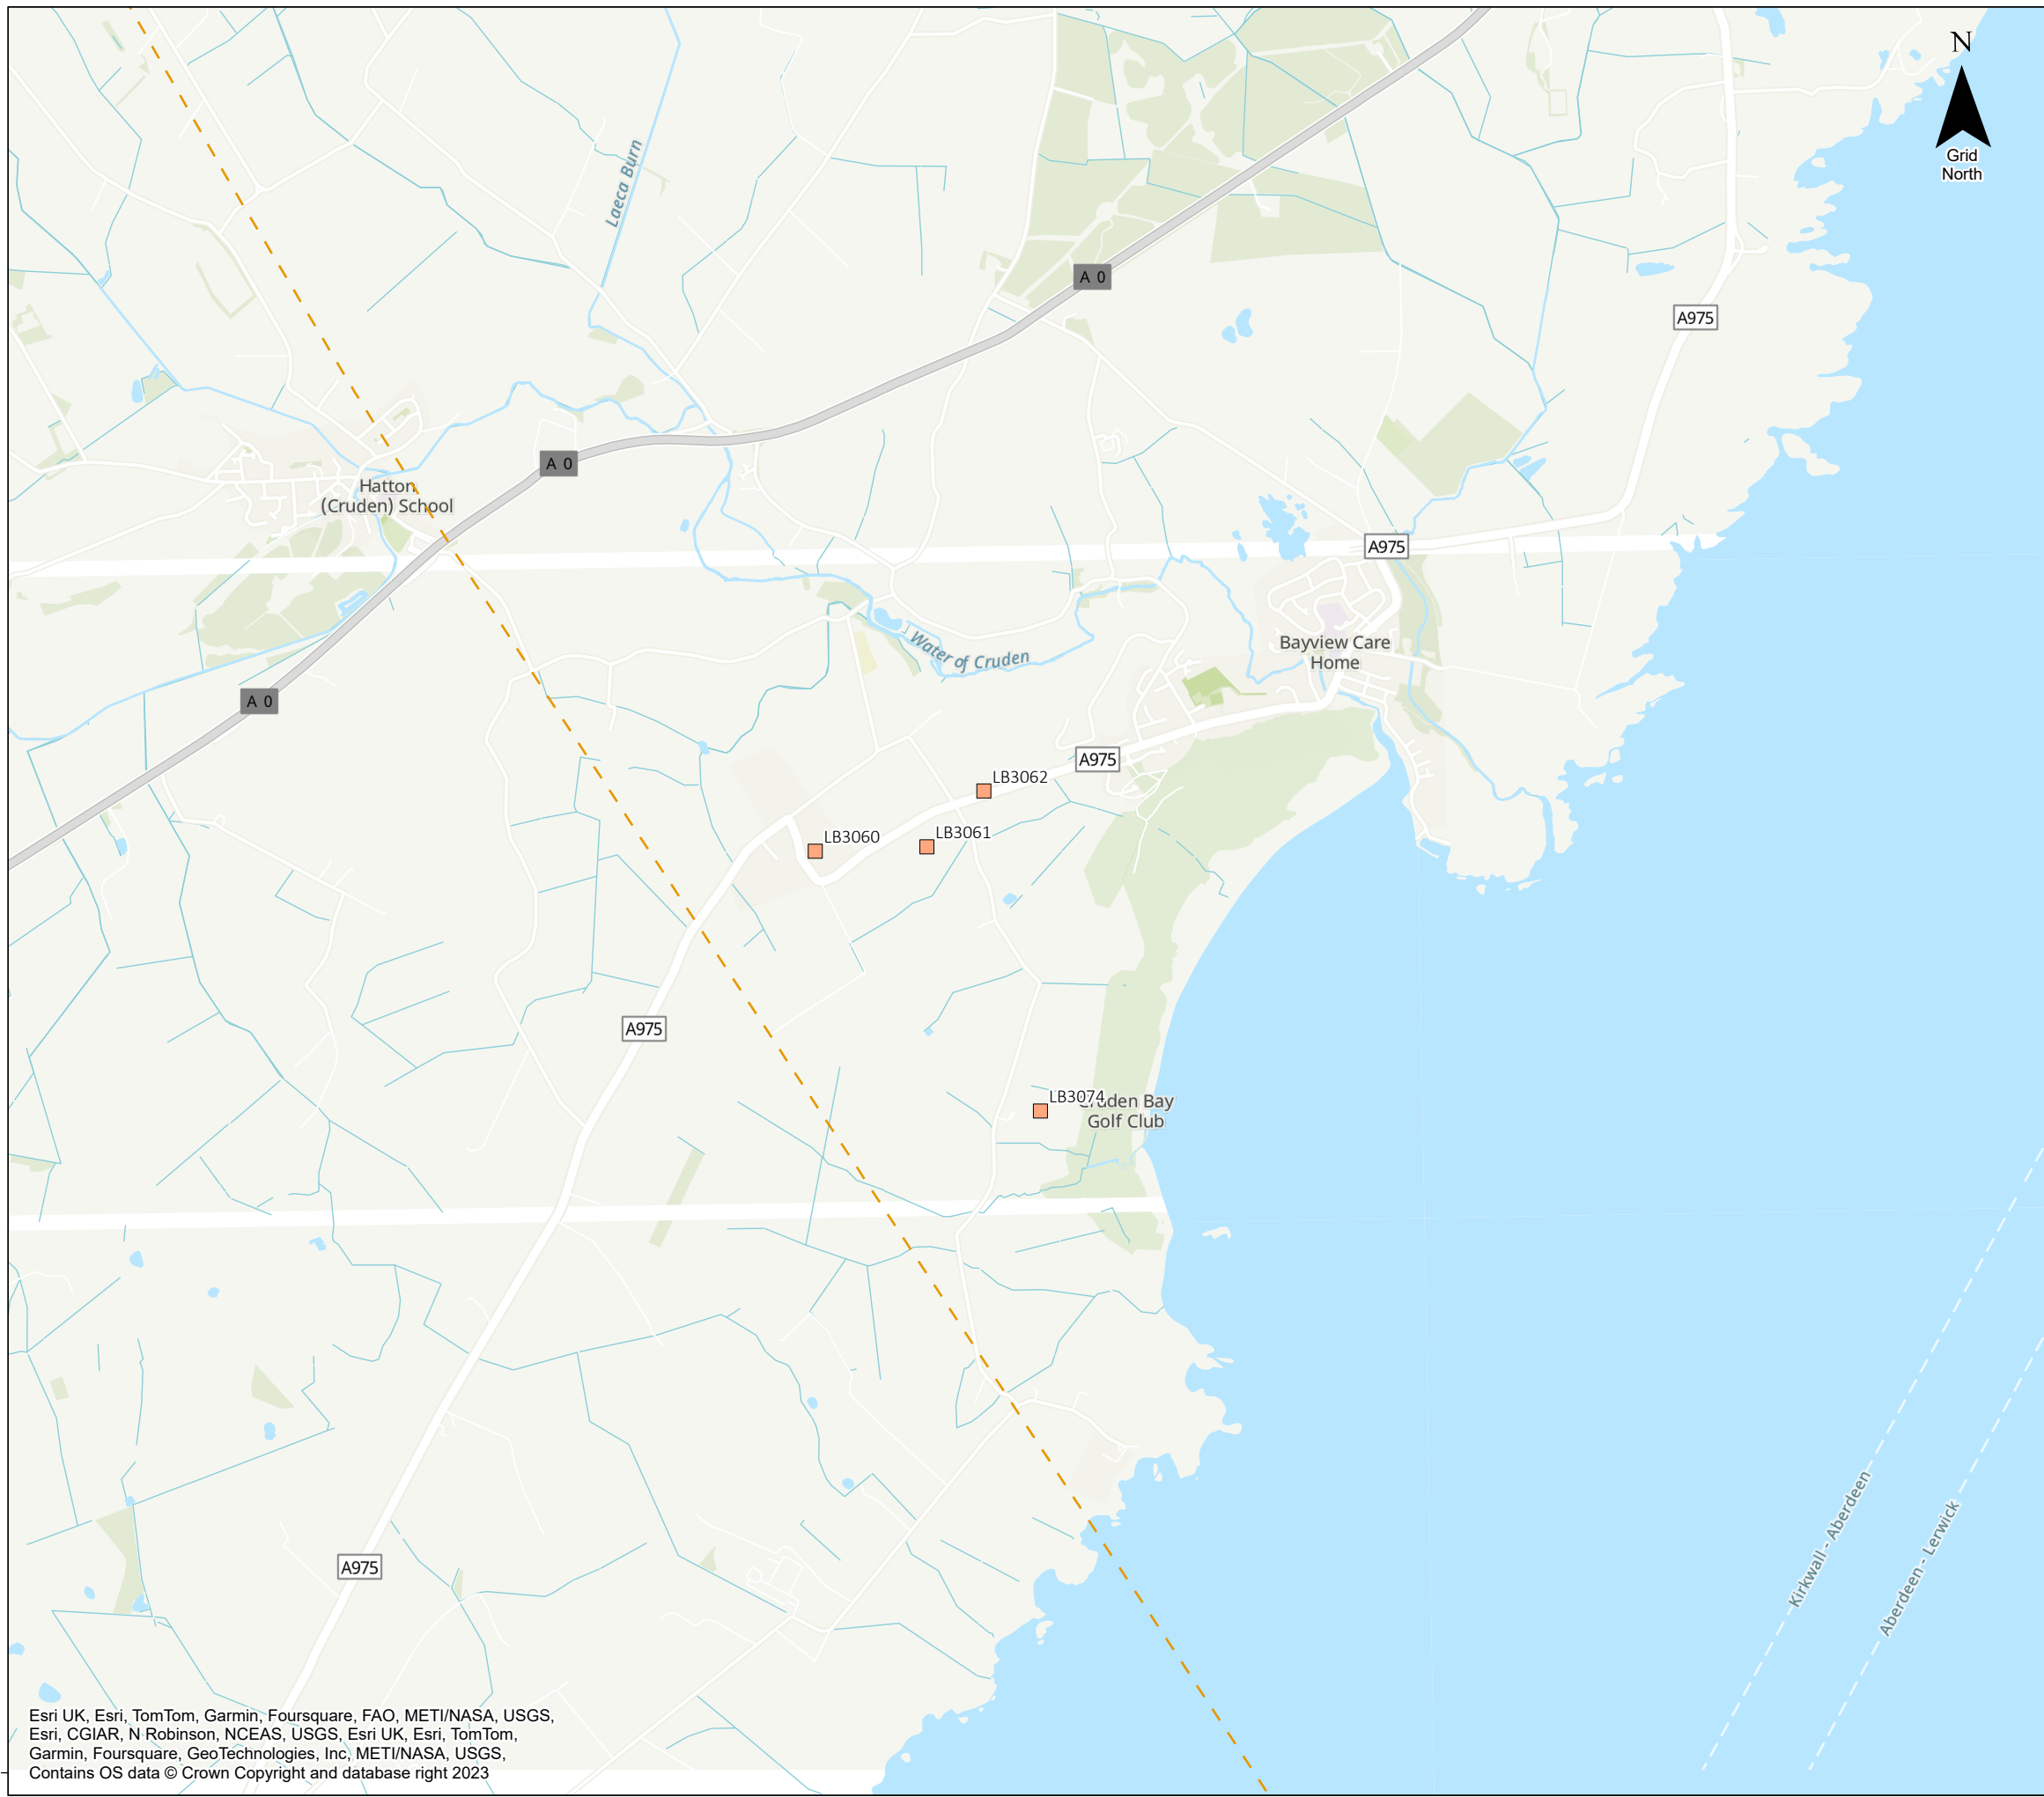 N
Grid
North
Laeca Burn
A 0
A975
A 0
Hatton
(Cruden) School
A975
Bayview Care
Home
Water of Cruden
A 0
A975
LB3062
LB3061
LB3060
A975
LB3074
Cruden Bay
Golf Club
Kirkwall - Aberdeen
Aberdeen - Lerwick
A975
Esri UK, Esri, TomTom, Garmin, Foursquare, FAO, METI/NASA, USGS,
Esri, CGIAR, N Robinson, NCEAS, USGS, Esri UK, Esri, TomTom,
Garmin, Foursquare, GeoTechnologies, Inc, METI/NASA, USGS,
Contains OS data © Crown Copyright and database right 2023